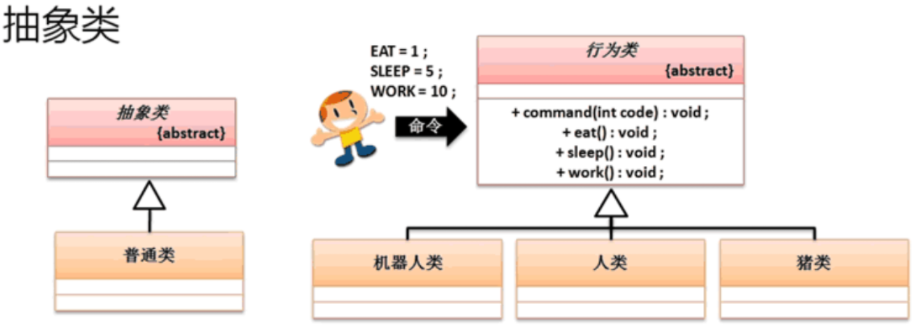 抽象类
抽象类
{abstract}
普通类
EAT = 1 ;
SLEEP = 5 ;
WORK = 10 ;
命令
行为类
{abstract}
+ command(int code) : void ;
+ eat() : void ;
+ sleep() : void ;
+ work() : void ;
机器人类
人类
猪类